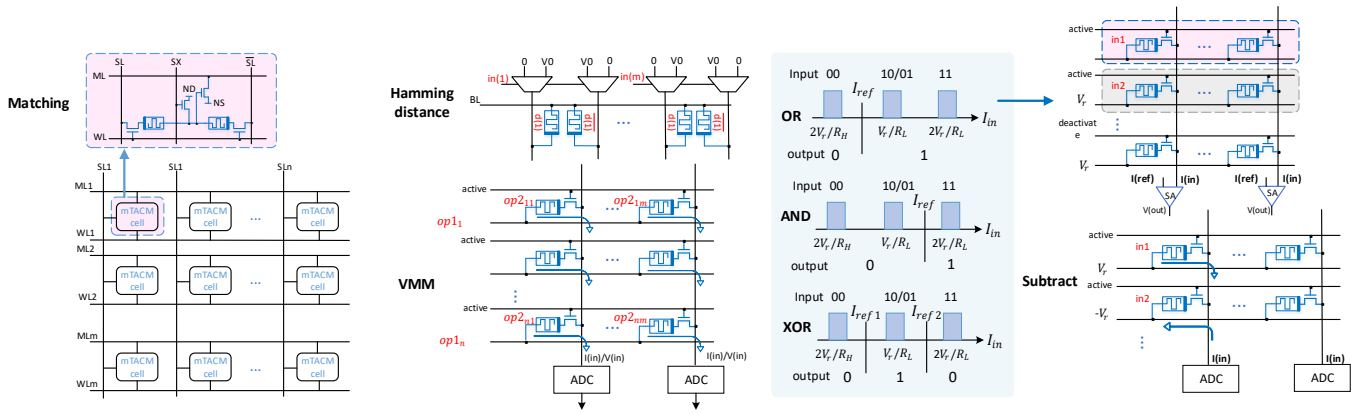 Matching
SL
SX
S̅L̅
ML
ND
NS
WL
SL1
SL1
SLn
ML1
mTACM cell
mTACM cell
...
mTACM cell
WL1
ML2
mTACM cell
mTACM cell
...
mTACM cell
WL2
MLm
mTACM cell
mTACM cell
...
mTACM cell
WLm
Hamming
distance
0 V0 V0 0 0 V0 V0 0
in(1)
in(m)
BL
d(1)
d̅(̅1̅)̅
...
d(1)
d̅(̅1̅)̅
VMM
active
op2₁₁
...
op2₁ₘ
op1₁
active
...
⋮
active
op2ₙ₁
...
op2ₙₘ
op1ₙ
I(in)/V(in)
I(in)/V(in)
ADC
ADC
OR
Input 00 10/01 11
I_ref
I_in
2V_r/R_H V_r/R_L 2V_r/R_L
output 0 1
AND
Input 00 10/01 11
I_ref
I_in
2V_r/R_H V_r/R_L 2V_r/R_L
output 0 1
XOR
Input 00 10/01 11
I_ref 1 I_ref 2
I_in
2V_r/R_H V_r/R_L 2V_r/R_L
output 0 1 0
active
in1
...
active
in2
...
V_r
deactivat
e
⋮
...
V_r
I(ref) I(in) I(ref) I(in)
SA
SA
V(out)
V(out)
Subtract
active
in1
...
V_r
active
in2
...
-V_r
I(in)
I(in)
ADC
ADC